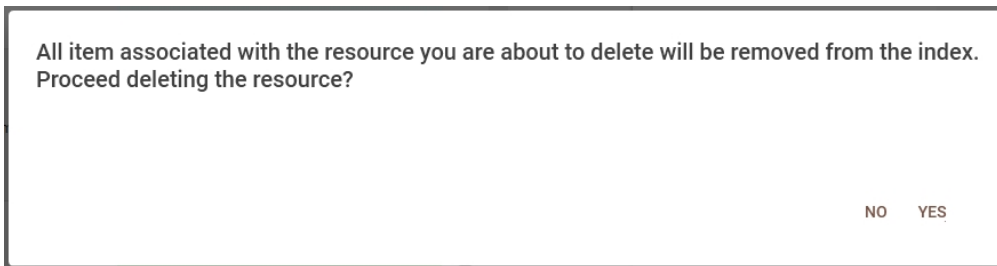 All item associated with the resource you are about to delete will be removed from the index.
Proceed deleting the resource?
NO YES